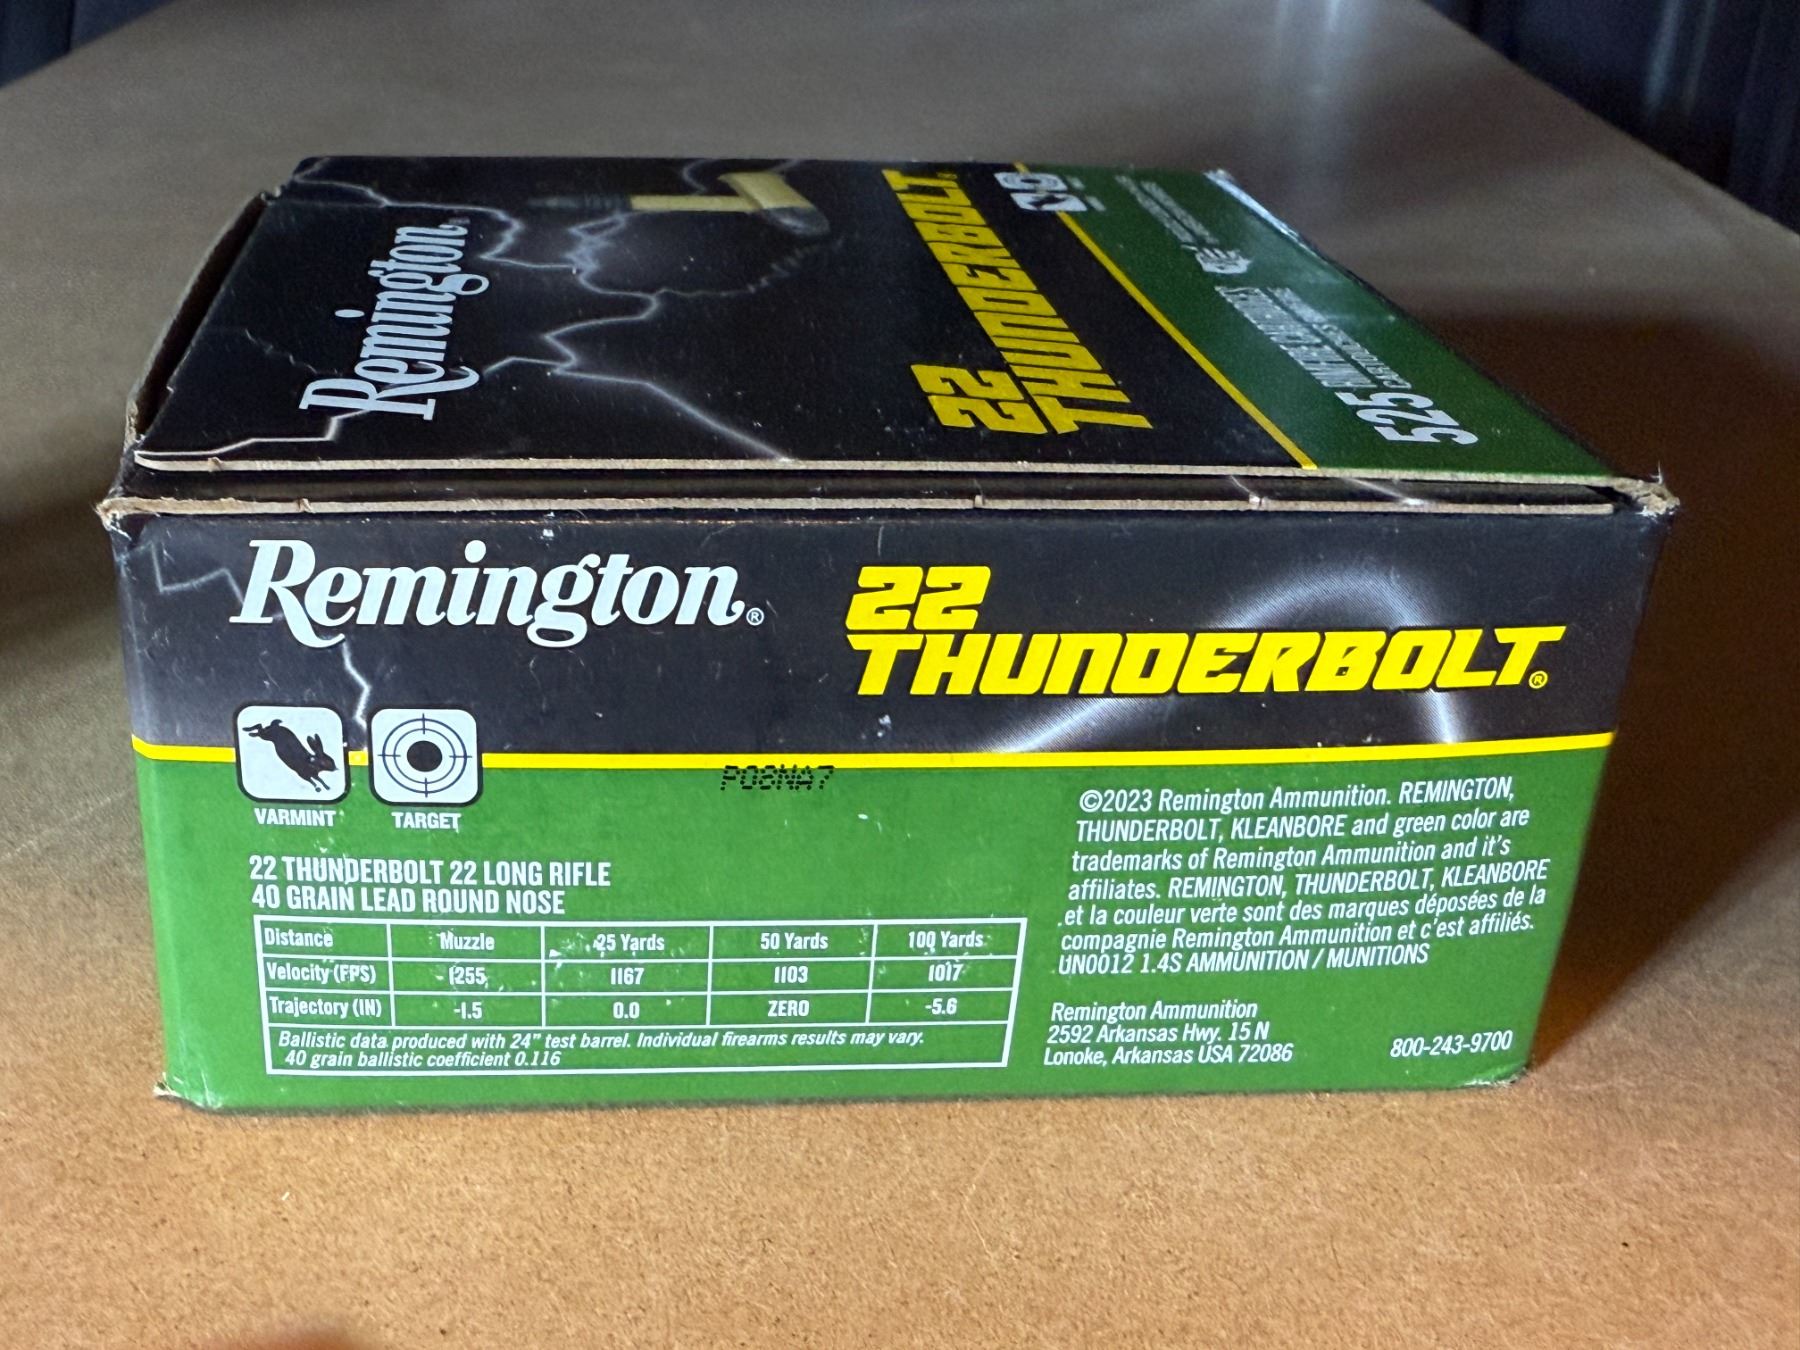 Remington®
22
THUNDERBOLT®
525 RIMFIRE CARTRIDGES
Remington®
22
THUNDERBOLT®
VARMINT
TARGET
P08NA7
22 THUNDERBOLT 22 LONG RIFLE
40 GRAIN LEAD ROUND NOSE
Distance Muzzle 25 Yards 50 Yards 100 Yards
Velocity (FPS) 1255 1167 1103 1017
Trajectory (IN) -1.5 0.0 ZERO -5.6
Ballistic data produced with 24" test barrel. Individual firearms results may vary.
40 grain ballistic coefficient 0.116
©2023 Remington Ammunition. REMINGTON,
THUNDERBOLT, KLEANBORE and green color are
trademarks of Remington Ammunition and it's
affiliates. REMINGTON, THUNDERBOLT, KLEANBORE
et la couleur verte sont des marques déposées de la
compagnie Remington Ammunition et c'est affiliés.
UN0012 1.4S AMMUNITION / MUNITIONS
Remington Ammunition
2592 Arkansas Hwy. 15 N
Lonoke, Arkansas USA 72086
800-243-9700